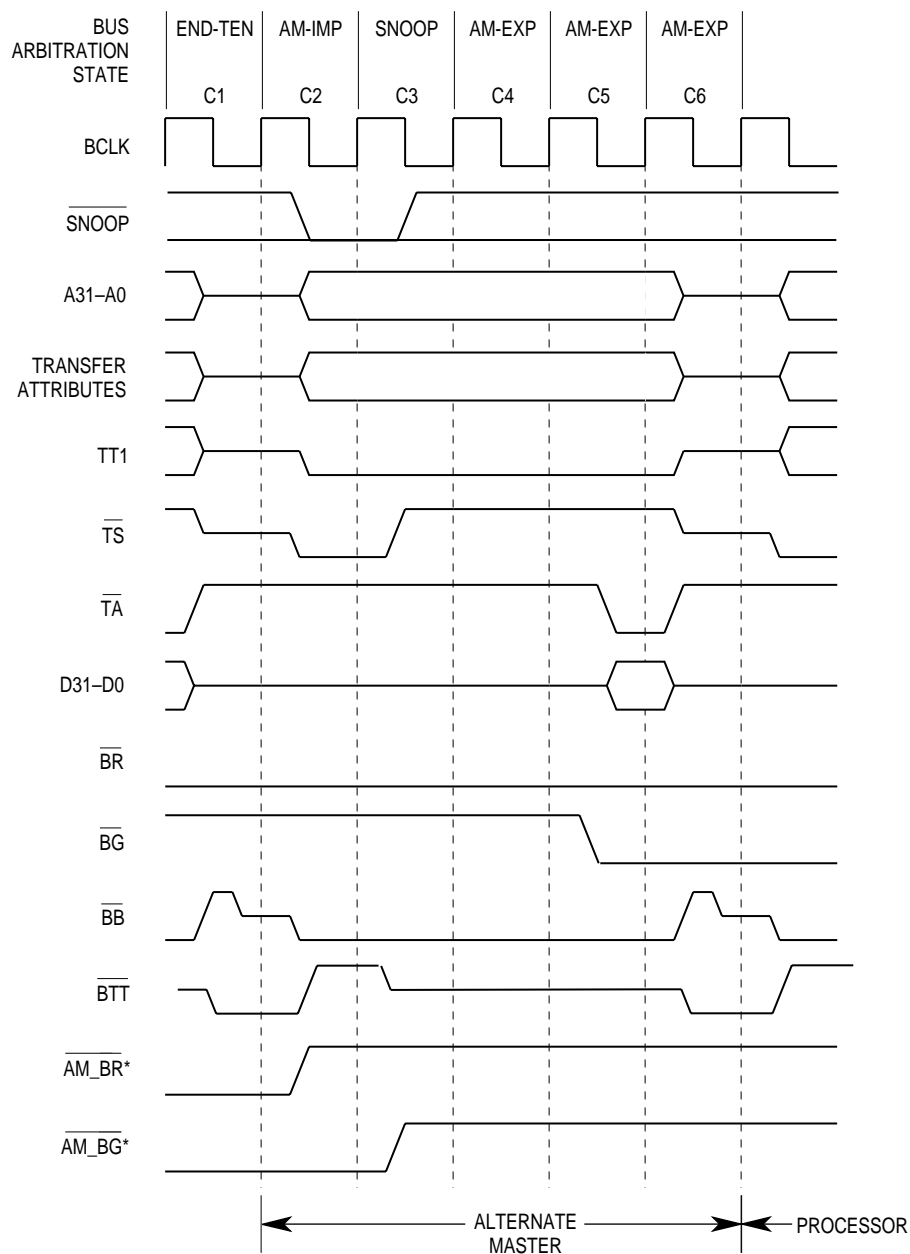 BUS ARBITRATION STATE
END-TEN AM-IMP SNOOP AM-EXP AM-EXP AM-EXP
C1 C2 C3 C4 C5 C6
BCLK
SNOOP
A31–A0
TRANSFER
ATTRIBUTES
TT1
TS
TA
D31–D0
BR
BG
BB
BTT
AM_BR*
AM_BG*
ALTERNATE
MASTER
PROCESSOR